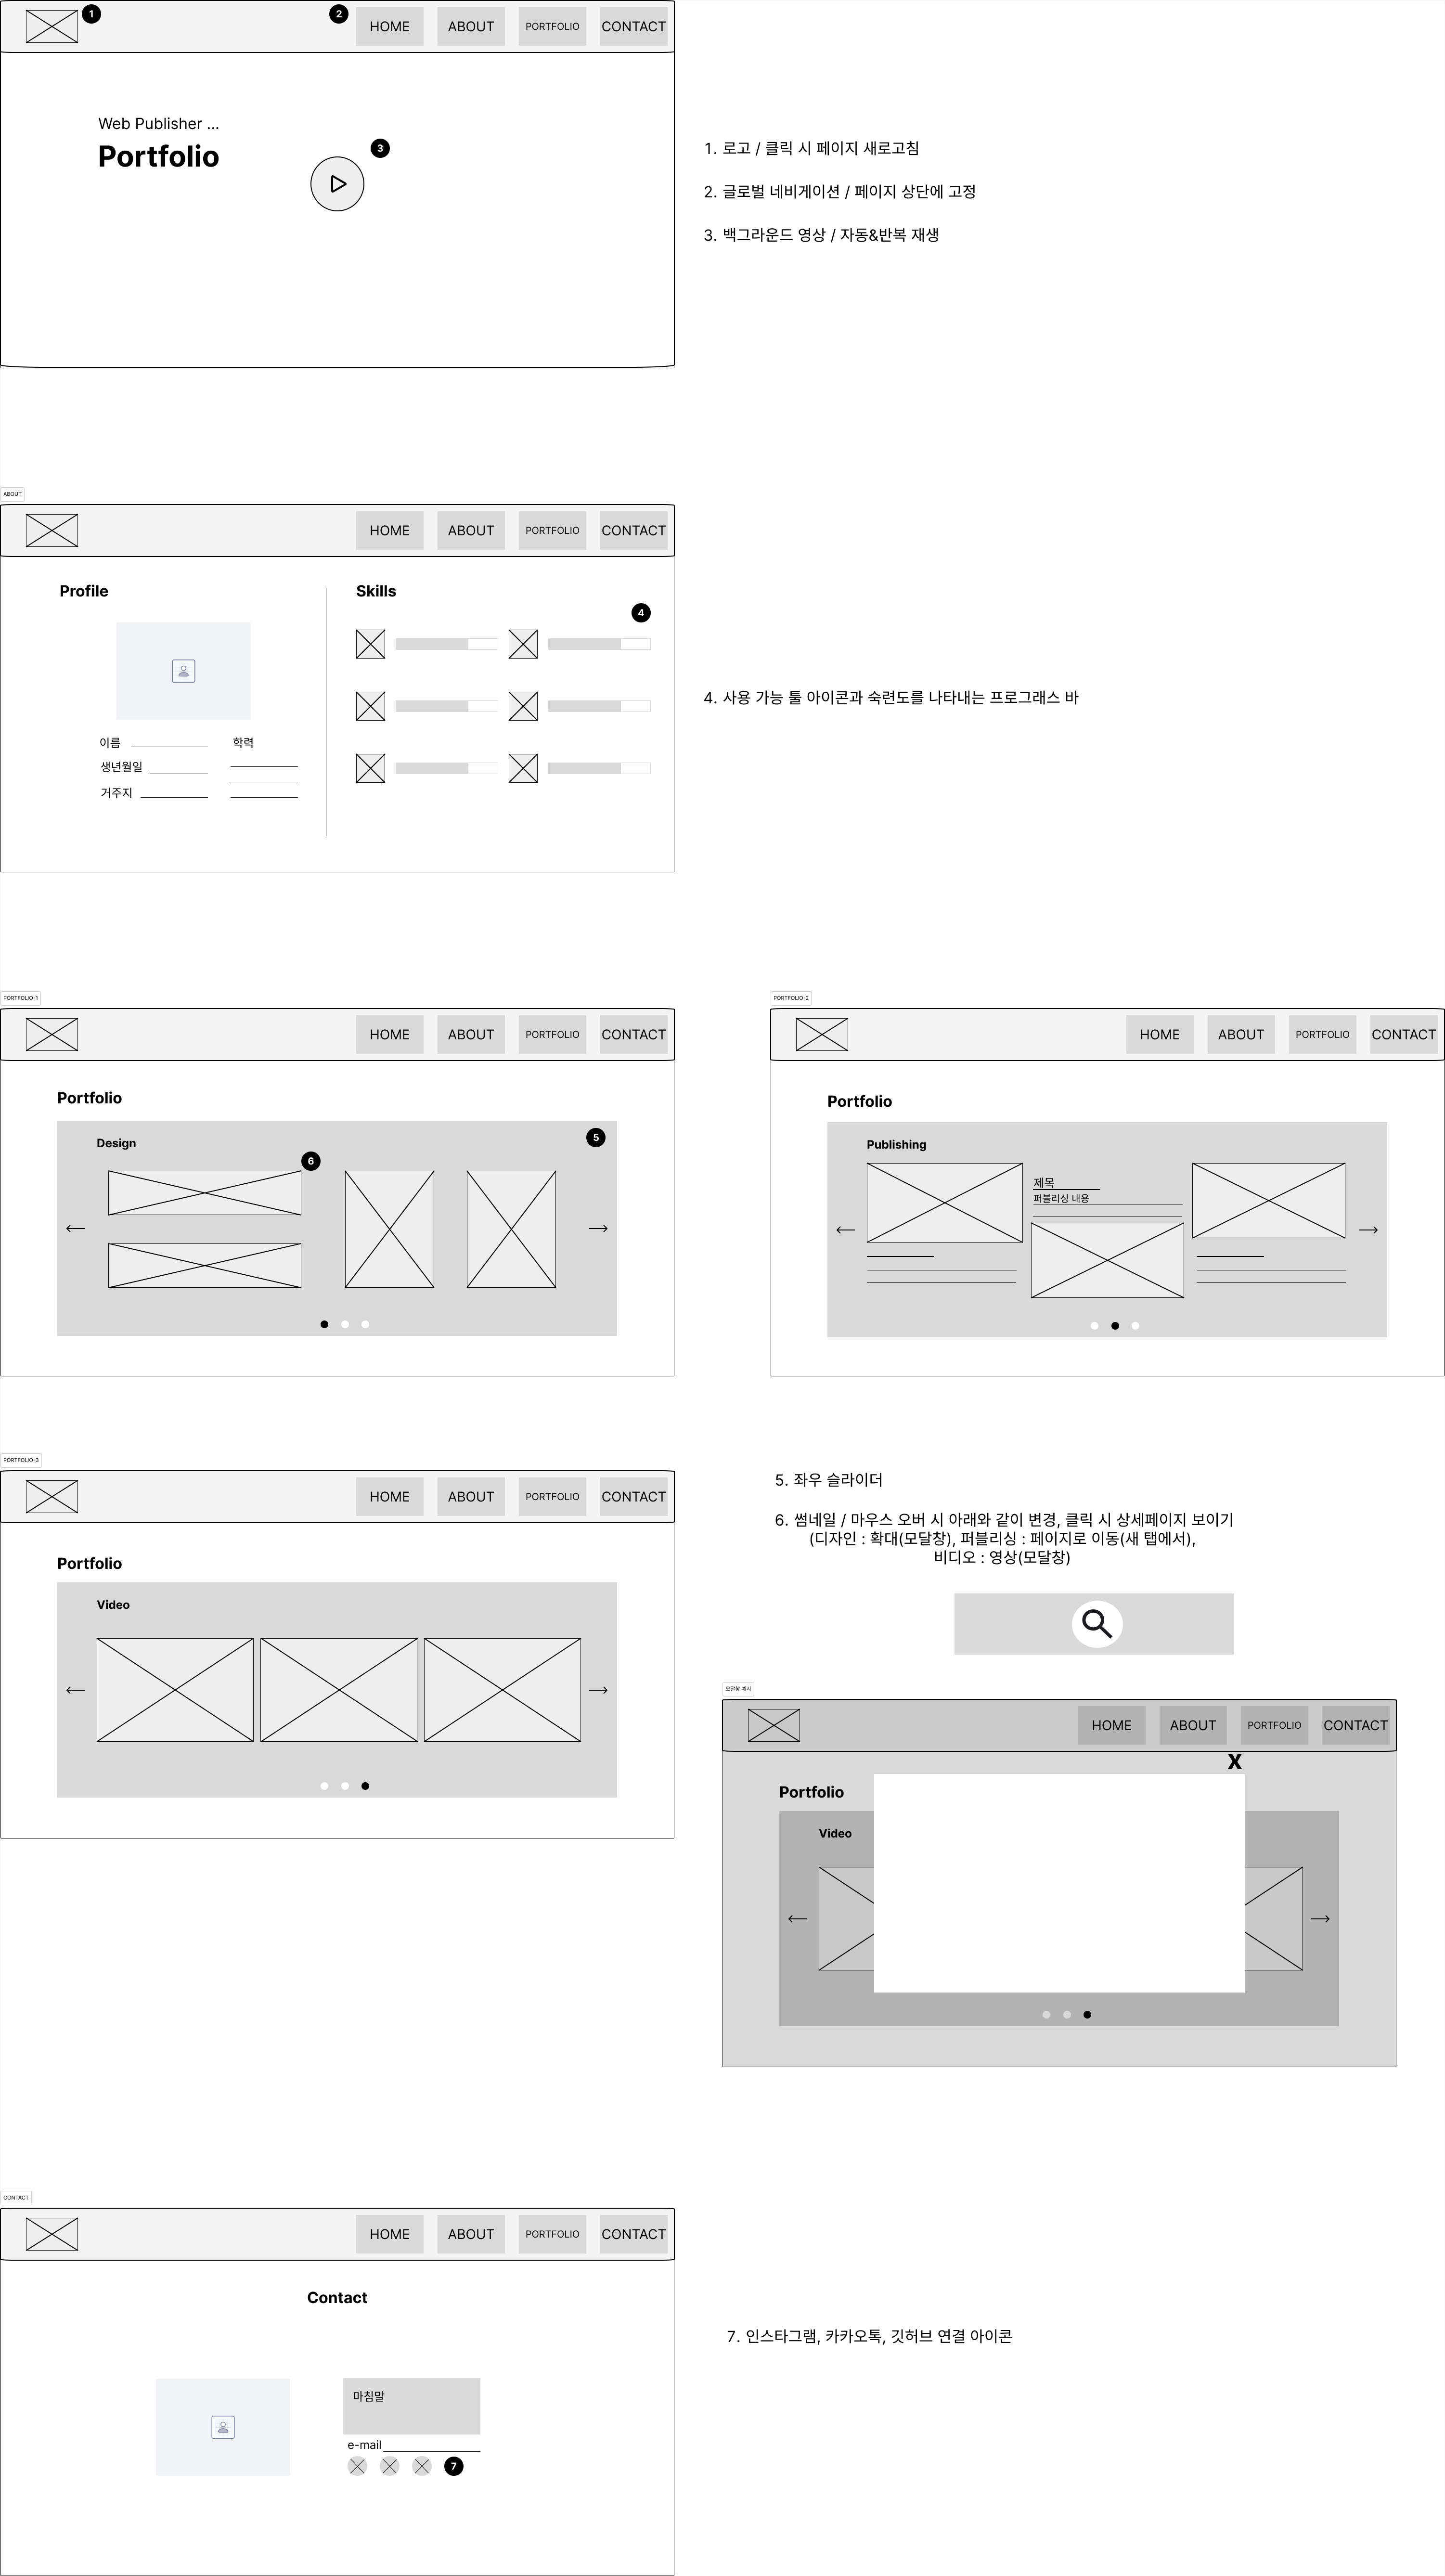 1
2
HOME
ABOUT
PORTFOLIO
CONTACT
Web Publisher ...
Portfolio
3
1. 로고 / 클릭 시 페이지 새로고침
2. 글로벌 네비게이션 / 페이지 상단에 고정
3. 백그라운드 영상 / 자동&반복 재생
ABOUT
HOME
ABOUT
PORTFOLIO
CONTACT
Profile
이름
생년월일
거주지
학력
Skills
4
4. 사용 가능 툴 아이콘과 숙련도를 나타내는 프로그래스 바
PORTFOLIO-1
HOME
ABOUT
PORTFOLIO
CONTACT
Portfolio
Design
5
6
PORTFOLIO-2
HOME
ABOUT
PORTFOLIO
CONTACT
Portfolio
Publishing
제목
퍼블리싱 내용
PORTFOLIO-3
HOME
ABOUT
PORTFOLIO
CONTACT
Portfolio
Video
5. 좌우 슬라이더
6. 썸네일 / 마우스 오버 시 아래와 같이 변경, 클릭 시 상세페이지 보이기
(디자인 : 확대(모달창), 퍼블리싱 : 페이지로 이동(새 탭에서),
비디오 : 영상(모달창)
모달창 예시
HOME
ABOUT
PORTFOLIO
CONTACT
X
Portfolio
Video
CONTACT
HOME
ABOUT
PORTFOLIO
CONTACT
Contact
마침말
e-mail
7
7. 인스타그램, 카카오톡, 깃허브 연결 아이콘